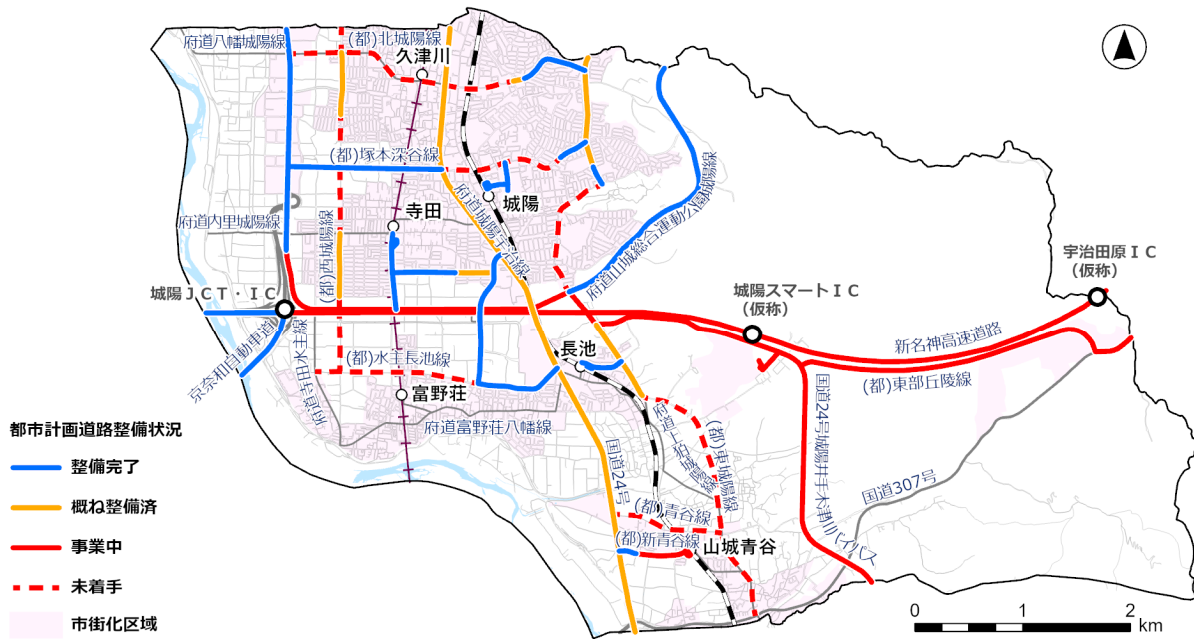 府道八幡城陽線
(都)北城陽線
久津川
(都)塚本深谷線
城陽
府道内里城陽線
寺田
(都)西城陽線
府道城陽宇治線
府道山城総合運動公園城陽線
宇治田原ＩＣ
（仮称）
城陽ＪＣＴ・ＩＣ
城陽スマートＩＣ
（仮称）
新名神高速道路
京奈和自動車道
府道寺田水主線
(都)水主長池線
長池
(都)東部丘陵線
富野荘
府道富野荘八幡線
国道24号
府道上狛城陽線
(都)東城陽線
国道24号城陽井手木津川バイパス
国道307号
(都)青谷線
(都)新青谷線
山城青谷
都市計画道路整備状況
整備完了
概ね整備済
事業中
未着手
市街化区域
0 1 2
km